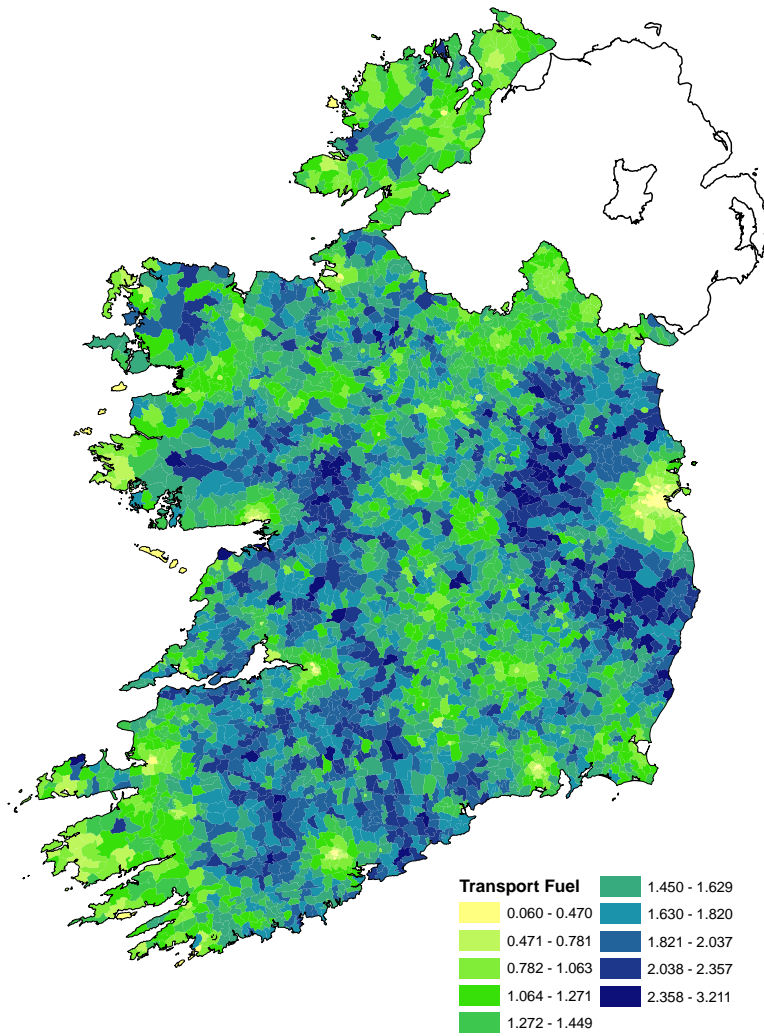 Transport Fuel
0.060 - 0.470
0.471 - 0.781
0.782 - 1.063
1.064 - 1.271
1.272 - 1.449
1.450 - 1.629
1.630 - 1.820
1.821 - 2.037
2.038 - 2.357
2.358 - 3.211